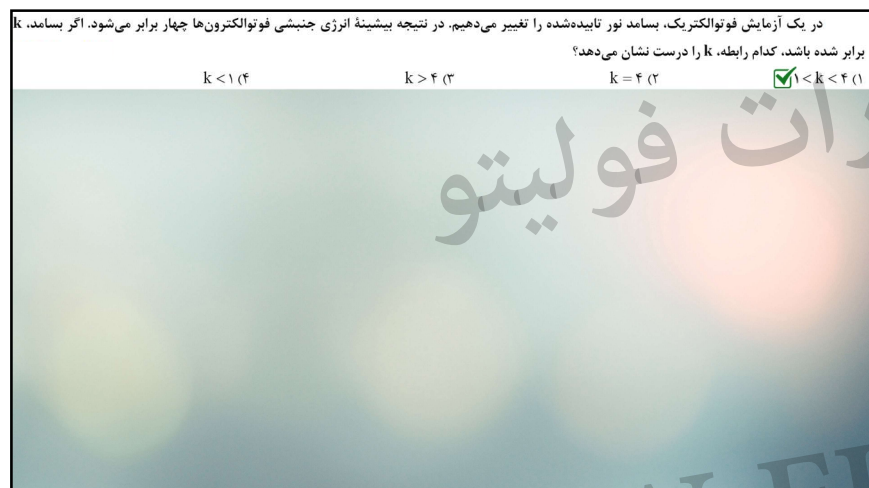 در یک آزمایش فوتوالکتریک، بسامد نور تابیده‌شده را تغییر می‌دهیم. در نتیجه بیشینهٔ انرژی جنبشی فوتوالکترون‌ها چهار برابر می‌شود. اگر بسامد، k
برابر شده باشد، کدام رابطه، k را درست نشان می‌دهد؟
۱) ۱ < k < ۴ ۲) k = ۴ ۳) k > ۴ ۴) k < ۱
فولیتو